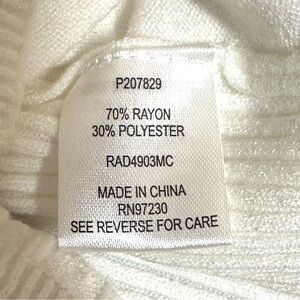 P207829
70% RAYON
30% POLYESTER
RAD4903MC
MADE IN CHINA
RN97230
SEE REVERSE FOR CARE